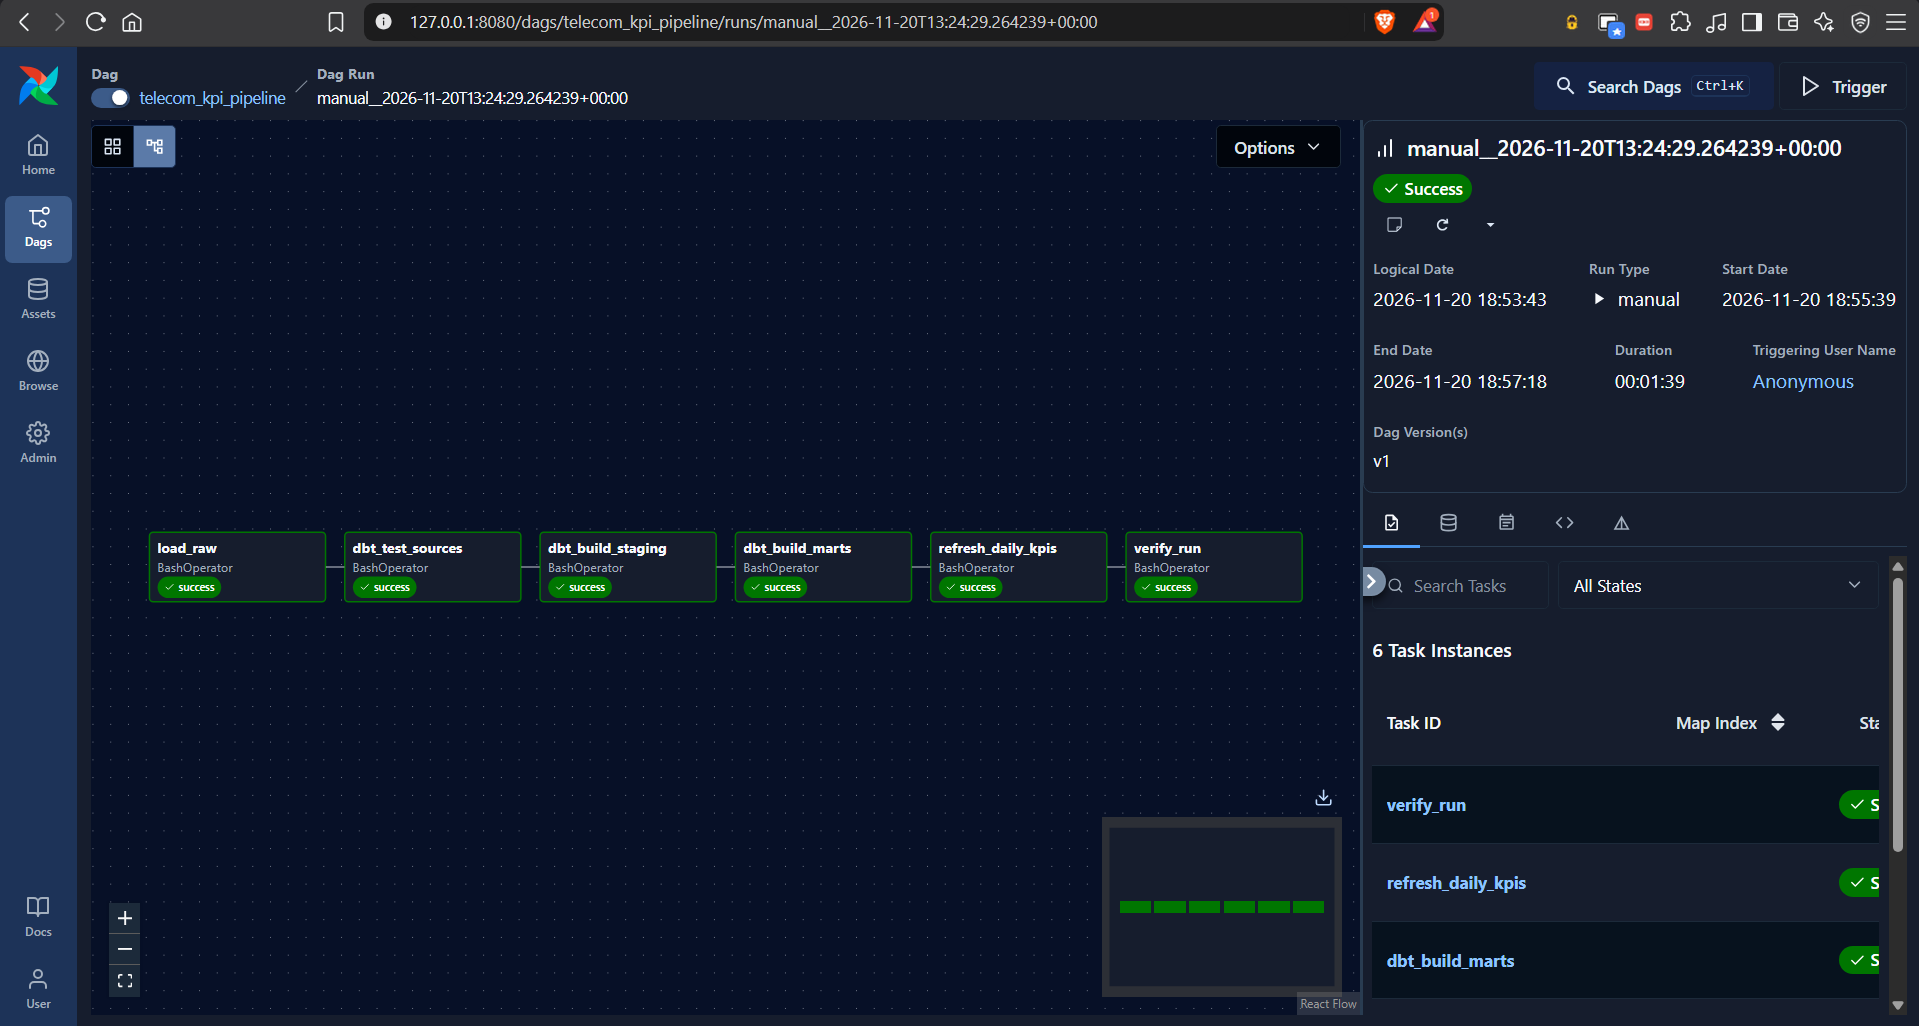 127.0.0.1:8080/dags/telecom_kpi_pipeline/runs/manual__2026-11-20T13:24:29.264239+00:00
1
Dag
telecom_kpi_pipeline
Dag Run
manual__2026-11-20T13:24:29.264239+00:00
Search Dags Ctrl+K
Trigger
Home
Dags
Assets
Browse
Admin
Docs
User
Options
load_raw
BashOperator
success
dbt_test_sources
BashOperator
success
dbt_build_staging
BashOperator
success
dbt_build_marts
BashOperator
success
refresh_daily_kpis
BashOperator
success
verify_run
BashOperator
success
React Flow
manual__2026-11-20T13:24:29.264239+00:00
Success
Logical Date
2026-11-20 18:53:43
Run Type
manual
Start Date
2026-11-20 18:55:39
End Date
2026-11-20 18:57:18
Duration
00:01:39
Triggering User Name
Anonymous
Dag Version(s)
v1
Search Tasks
All States
6 Task Instances
Task ID Map Index Sta
verify_run S
refresh_daily_kpis S
dbt_build_marts S